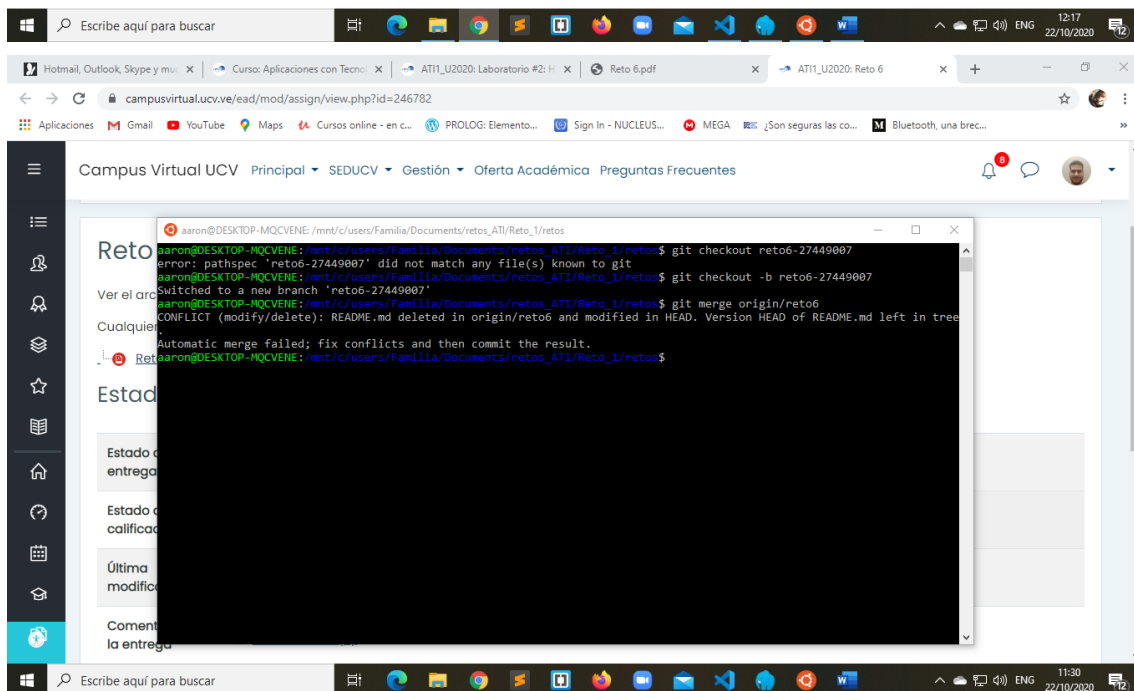 Escribe aquí para buscar
ENG
12:17
22/10/2020
12
Hotmail, Outlook, Skype y mu
Curso: Aplicaciones con Tecnol
ATI1_U2020: Laboratorio #2: H
Reto 6.pdf
ATI1_U2020: Reto 6
campusvirtual.ucv.ve/ead/mod/assign/view.php?id=246782
Aplicaciones
Gmail
YouTube
Maps
Cursos online - en c...
PROLOG: Elemento...
Sign In - NUCLEUS...
MEGA
¿Son seguras las co...
Bluetooth, una brec...
Campus Virtual UCV Principal SEDUCV Gestión Oferta Académica Preguntas Frecuentes
8
aaron@DESKTOP-MQCVENE: /mnt/c/users/Familia/Documents/retos_ATI/Reto_1/retos
Reto
aaron@DESKTOP-MQCVENE:/mnt/c/users/Familia/Documents/retos_ATI/Reto_1/retos$ git checkout reto6-27449007
error: pathspec 'reto6-27449007' did not match any file(s) known to git
aaron@DESKTOP-MQCVENE:/mnt/c/users/Familia/Documents/retos_ATI/Reto_1/retos$ git checkout -b reto6-27449007
Switched to a new branch 'reto6-27449007'
Ver el arc
aaron@DESKTOP-MQCVENE:/mnt/c/users/Familia/Documents/retos_ATI/Reto_1/retos$ git merge origin/reto6
CONFLICT (modify/delete): README.md deleted in origin/reto6 and modified in HEAD. Version HEAD of README.md left in tree
.
Cualquier
Automatic merge failed; fix conflicts and then commit the result.
aaron@DESKTOP-MQCVENE:/mnt/c/users/Familia/Documents/retos_ATI/Reto_1/retos$
Ret
Estad
Estado d
entrega
Estado d
calificac
Última
modific
Coment
la entrega
Escribe aquí para buscar
ENG
11:30
22/10/2020
12